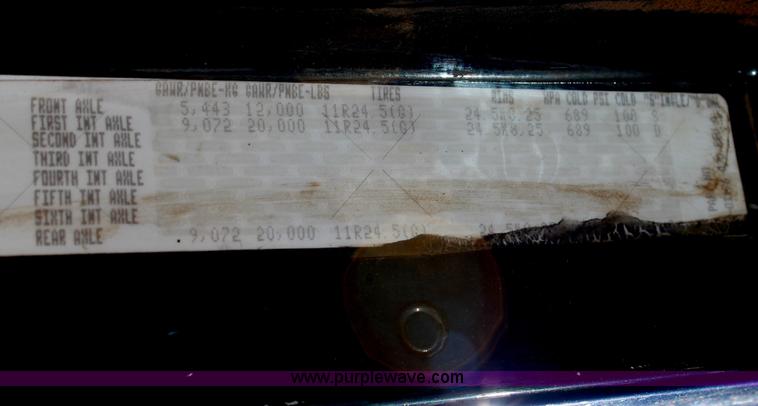 GAWR/PNBE-KG GAWR/PNBE-LBS TIRES RIMS KPA COLD PSI COLD
FRONT AXLE 5,443 12,000 11R24.5(G) 24.5X8.25 689 100 S
FIRST INT AXLE 9,072 20,000 11R24.5(G) 24.5X8.25 689 100 D
SECOND INT AXLE
THIRD INT AXLE
FOURTH INT AXLE
FIFTH INT AXLE
SIXTH INT AXLE
REAR AXLE 9,072 20,000 11R24.5(G)
www.purplewave.com